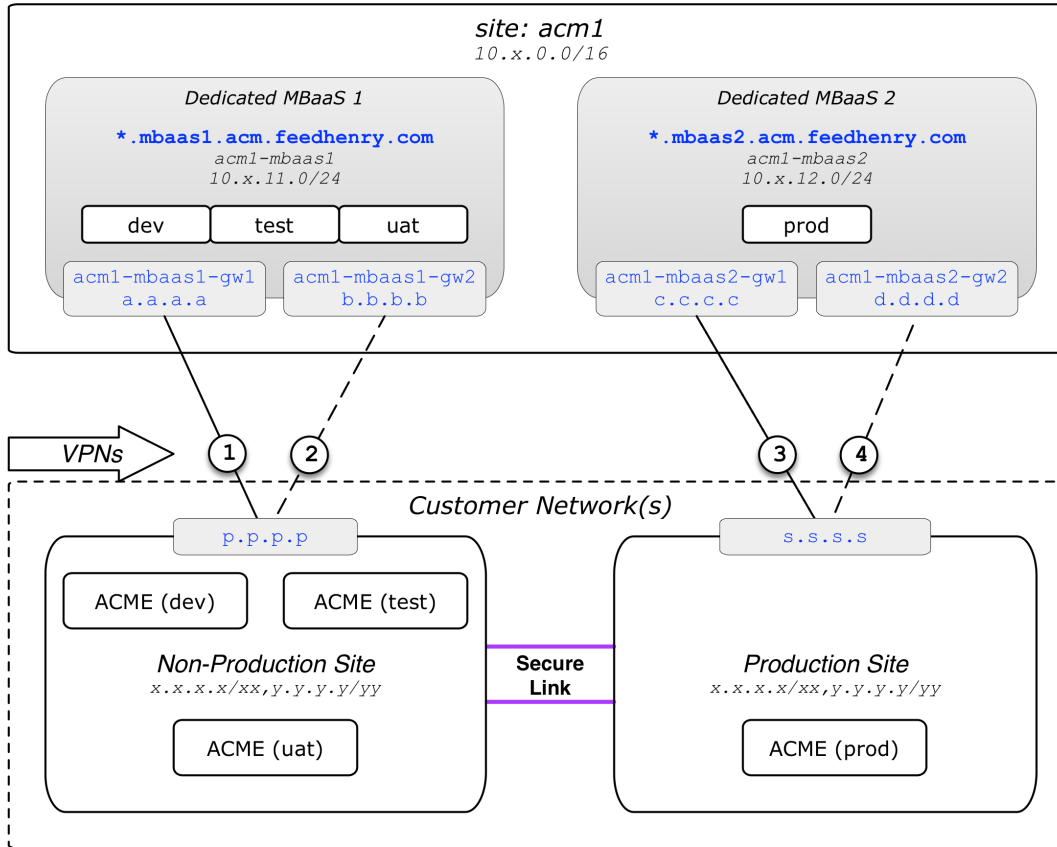 site: acm1
10.x.0.0/16
Dedicated MBaaS 1
*.mbaas1.acm.feedhenry.com
acm1-mbaas1
10.x.11.0/24
dev
test
uat
acm1-mbaas1-gw1
a.a.a.a
acm1-mbaas1-gw2
b.b.b.b
Dedicated MBaaS 2
*.mbaas2.acm.feedhenry.com
acm1-mbaas2
10.x.12.0/24
prod
acm1-mbaas2-gw1
c.c.c.c
acm1-mbaas2-gw2
d.d.d.d
VPNs
1
2
3
4
Customer Network(s)
p.p.p.p
ACME (dev)
ACME (test)
Non-Production Site
x.x.x.x/xx,y.y.y.y/yy
ACME (uat)
Secure
Link
s.s.s.s
Production Site
x.x.x.x/xx,y.y.y.y/yy
ACME (prod)